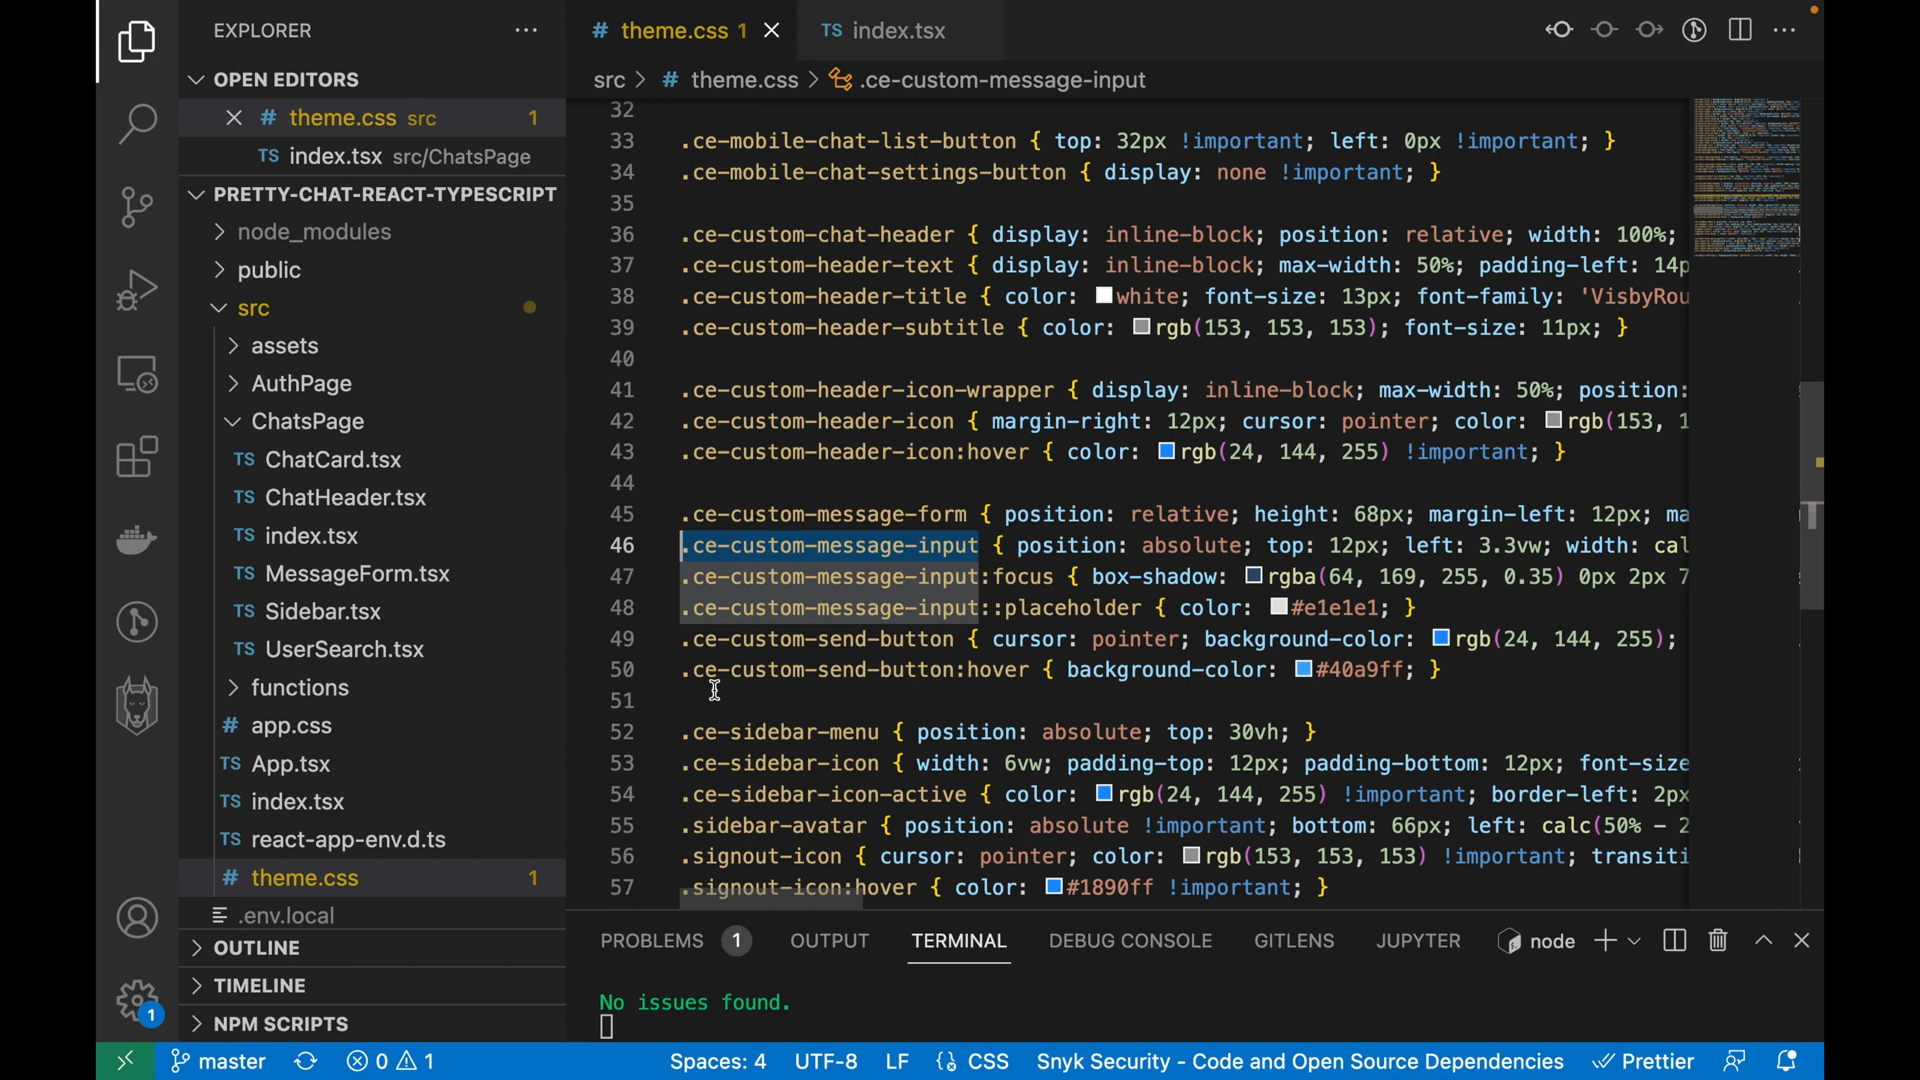 EXPLORER
OPEN EDITORS
# theme.css src 1
TS index.tsx src/ChatsPage
PRETTY-CHAT-REACT-TYPESCRIPT
node_modules
public
src
assets
AuthPage
ChatsPage
TS ChatCard.tsx
TS ChatHeader.tsx
TS index.tsx
TS MessageForm.tsx
TS Sidebar.tsx
TS UserSearch.tsx
functions
# app.css
TS App.tsx
TS index.tsx
TS react-app-env.d.ts
# theme.css 1
.env.local
OUTLINE
TIMELINE
NPM SCRIPTS
1
# theme.css 1
TS index.tsx
src > # theme.css > .ce-custom-message-input
32
33 .ce-mobile-chat-list-button { top: 32px !important; left: 0px !important; }
34 .ce-mobile-chat-settings-button { display: none !important; }
35
36 .ce-custom-chat-header { display: inline-block; position: relative; width: 100%;
37 .ce-custom-header-text { display: inline-block; max-width: 50%; padding-left: 14p
38 .ce-custom-header-title { color: white; font-size: 13px; font-family: 'VisbyRou
39 .ce-custom-header-subtitle { color: rgb(153, 153, 153); font-size: 11px; }
40
41 .ce-custom-header-icon-wrapper { display: inline-block; max-width: 50%; position:
42 .ce-custom-header-icon { margin-right: 12px; cursor: pointer; color: rgb(153, 1
43 .ce-custom-header-icon:hover { color: rgb(24, 144, 255) !important; }
44
45 .ce-custom-message-form { position: relative; height: 68px; margin-left: 12px; ma
46 .ce-custom-message-input { position: absolute; top: 12px; left: 3.3vw; width: cal
47 .ce-custom-message-input:focus { box-shadow: rgba(64, 169, 255, 0.35) 0px 2px 7
48 .ce-custom-message-input::placeholder { color: #e1e1e1; }
49 .ce-custom-send-button { cursor: pointer; background-color: rgb(24, 144, 255);
50 .ce-custom-send-button:hover { background-color: #40a9ff; }
51
52 .ce-sidebar-menu { position: absolute; top: 30vh; }
53 .ce-sidebar-icon { width: 6vw; padding-top: 12px; padding-bottom: 12px; font-size
54 .ce-sidebar-icon-active { color: rgb(24, 144, 255) !important; border-left: 2px
55 .sidebar-avatar { position: absolute !important; bottom: 66px; left: calc(50% - 2
56 .signout-icon { cursor: pointer; color: rgb(153, 153, 153) !important; transiti
57 .signout-icon:hover { color: #1890ff !important; }
PROBLEMS 1 OUTPUT TERMINAL DEBUG CONSOLE GITLENS JUPYTER node
No issues found.
master 0 1 Spaces: 4 UTF-8 LF {} CSS Snyk Security - Code and Open Source Dependencies Prettier